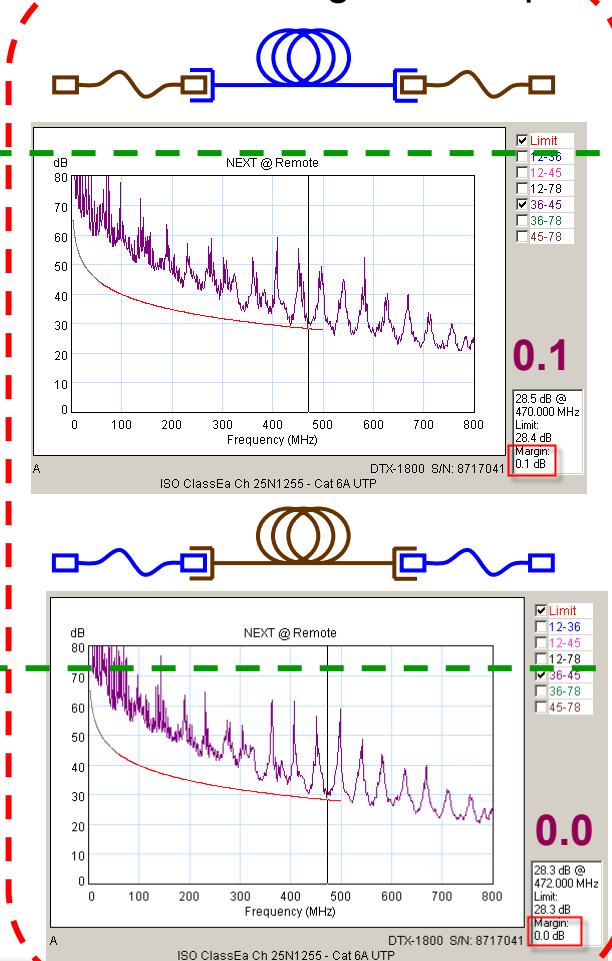 NEXT @ Remote
dB
80
70
60
50
40
30
20
10
0
0 100 200 300 400 500 600 700 800
Frequency (MHz)
Limit
12-36
12-45
12-78
36-45
36-78
45-78
0.1
28.5 dB @
470.000 MHz
Limit:
28.4 dB
Margin:
0.1 dB
A
DTX-1800 S/N: 8717041
ISO ClassEa Ch 25N1255 - Cat 6A UTP
NEXT @ Remote
dB
80
70
60
50
40
30
20
10
0
0 100 200 300 400 500 600 700 800
Frequency (MHz)
Limit
12-36
12-45
12-78
36-45
36-78
45-78
0.0
28.3 dB @
472.000 MHz
Limit:
28.3 dB
Margin:
0.0 dB
A
DTX-1800 S/N: 8717041
ISO ClassEa Ch 25N1255 - Cat 6A UTP